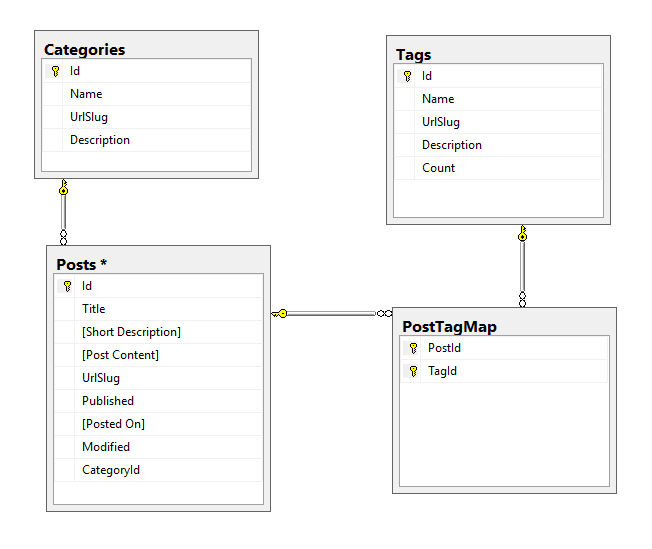 Categories
Id
Name
UrlSlug
Description
Tags
Id
Name
UrlSlug
Description
Count
Posts *
Id
Title
[Short Description]
[Post Content]
UrlSlug
Published
[Posted On]
Modified
CategoryId
PostTagMap
PostId
TagId